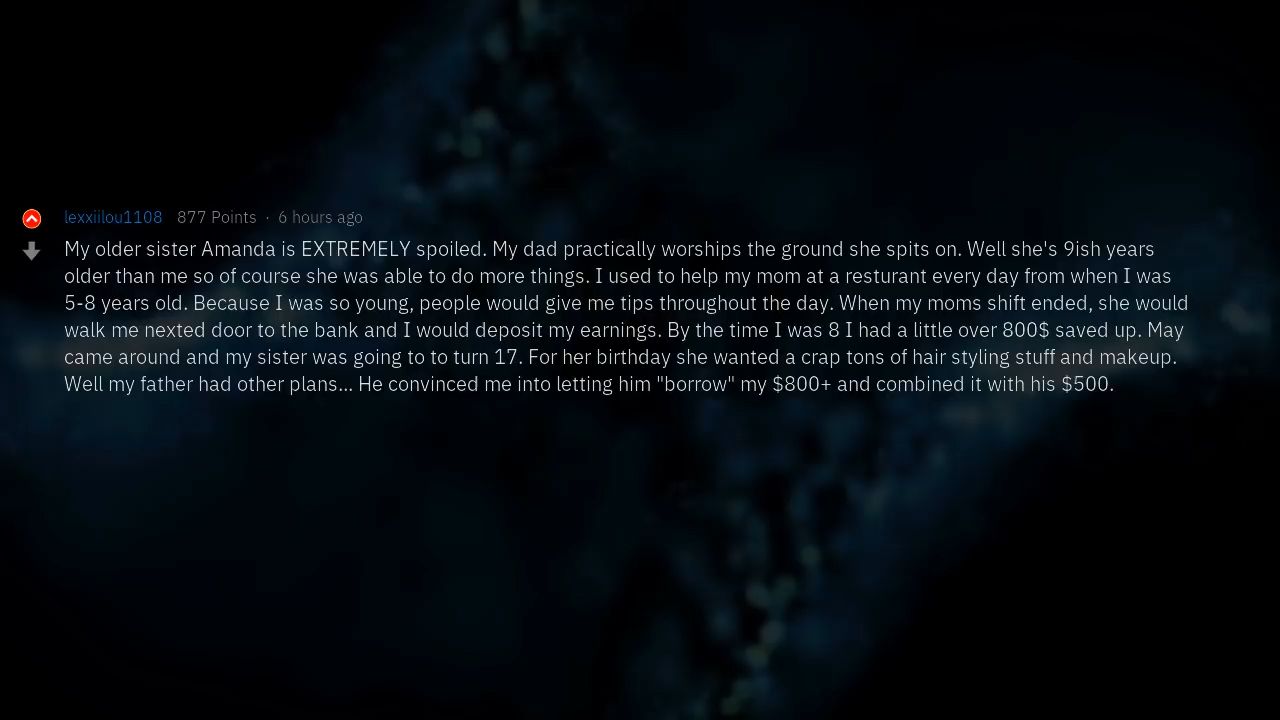 lexxiilou1108 877 Points · 6 hours ago
My older sister Amanda is EXTREMELY spoiled. My dad practically worships the ground she spits on. Well she's 9ish years
older than me so of course she was able to do more things. I used to help my mom at a resturant every day from when I was
5-8 years old. Because I was so young, people would give me tips throughout the day. When my moms shift ended, she would
walk me nexted door to the bank and I would deposit my earnings. By the time I was 8 I had a little over 800$ saved up. May
came around and my sister was going to to turn 17. For her birthday she wanted a crap tons of hair styling stuff and makeup.
Well my father had other plans... He convinced me into letting him "borrow" my $800+ and combined it with his $500.